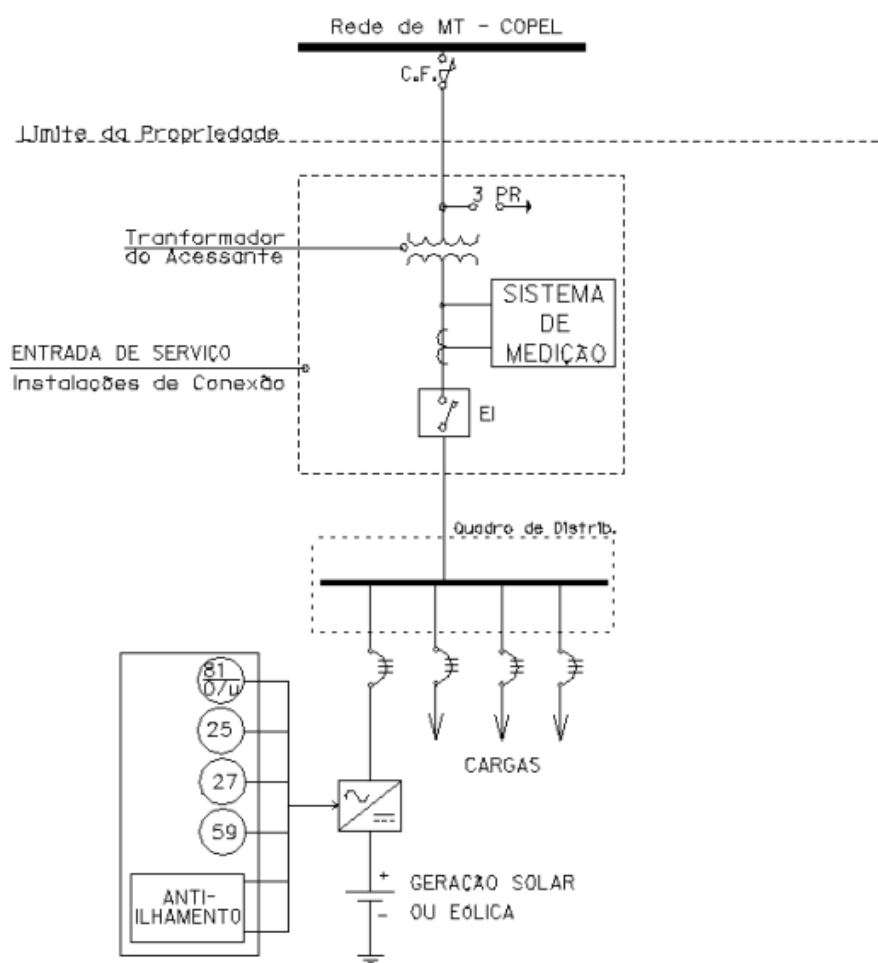 Rede de MT - COPEL
C.F.
Limite da Propriedade
3 PR
Tranformador
do Acessante
SISTEMA
DE
MEDIÇÃO
ENTRADA DE SERVIÇO
Instalações de Conexão
EI
Quadro de Distrib.
81
O/u
25
27
59
ANTI-
ILHAMENTO
CARGAS
+
GERAÇÃO SOLAR
-
OU EÓLICA